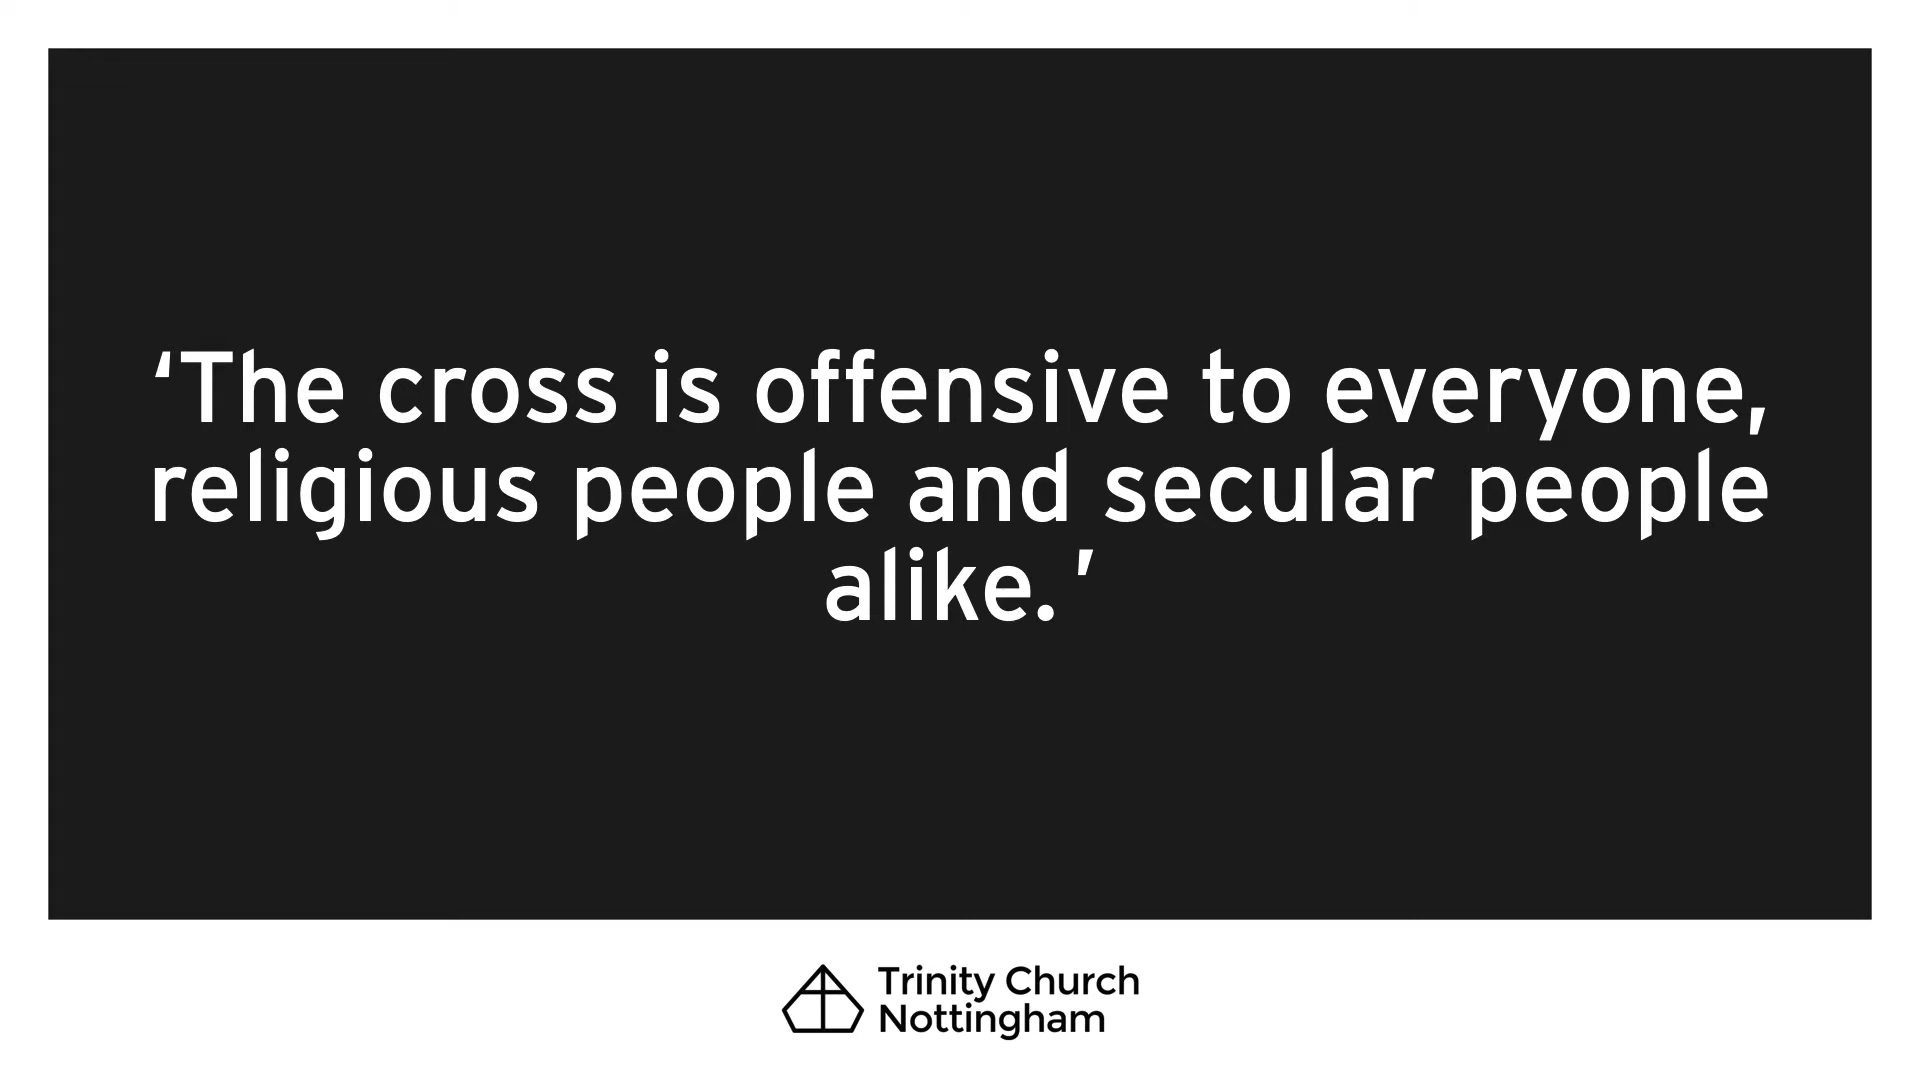 ‘The cross is offensive to everyone,
religious people and secular people
alike.’
Trinity Church
Nottingham